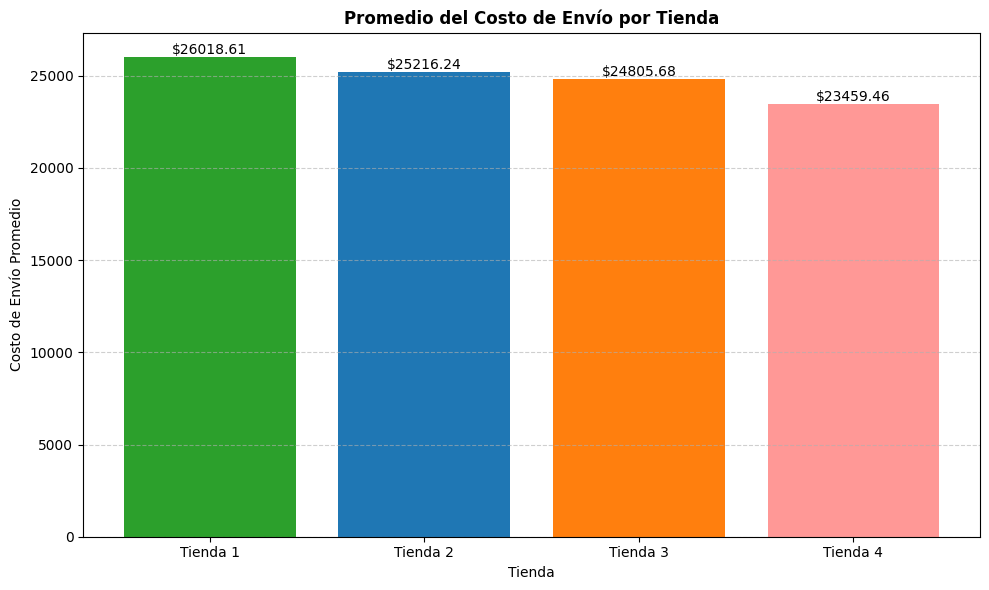 Promedio del Costo de Envío por Tienda
$26018.61
$25216.24
$24805.68
$23459.46
Costo de Envío Promedio
25000
20000
15000
10000
5000
0
Tienda 1
Tienda 2
Tienda 3
Tienda 4
Tienda